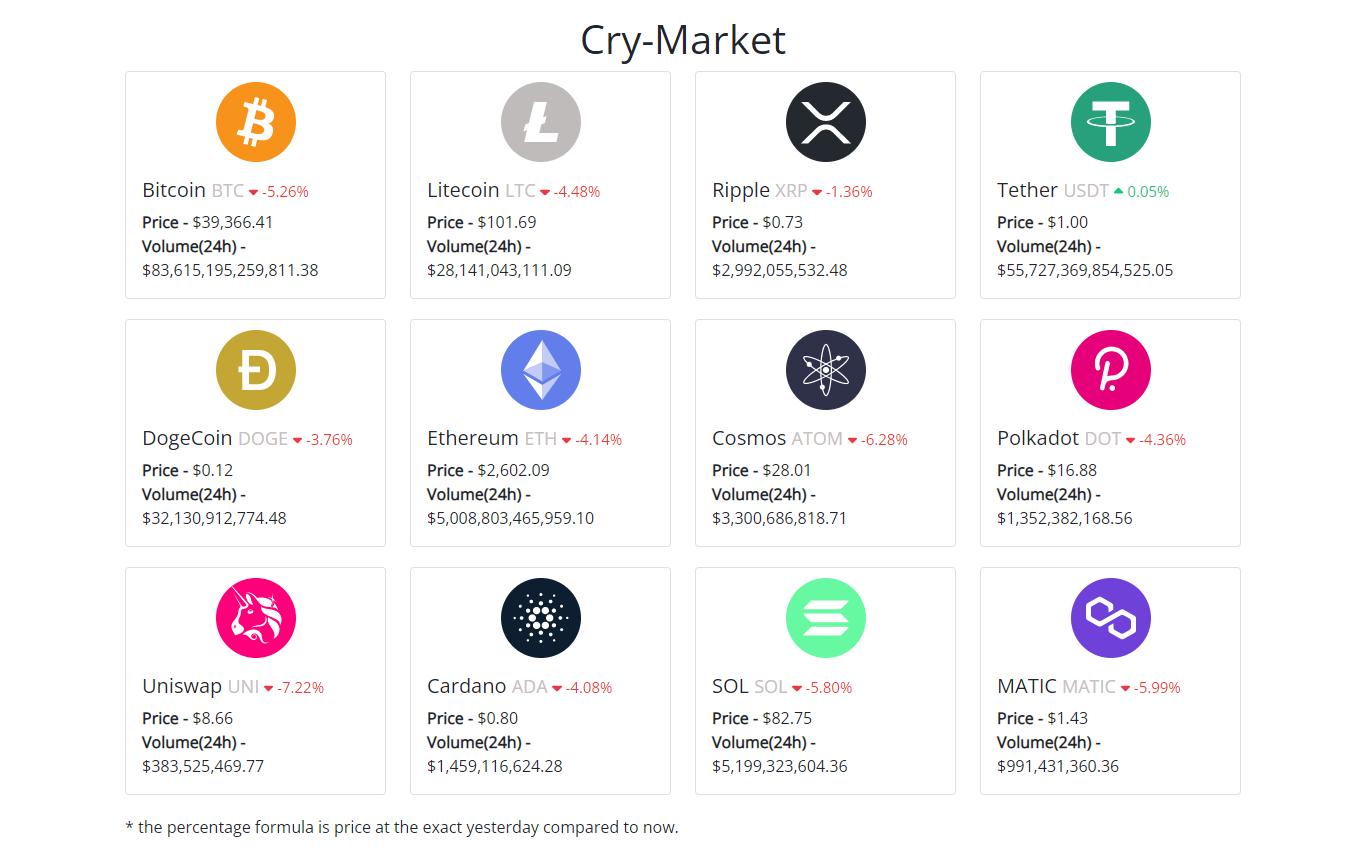 Cry-Market
Bitcoin BTC -5.26%
Price - $39,366.41
Volume(24h) -
$83,615,195,259,811.38
Litecoin LTC -4.48%
Price - $101.69
Volume(24h) -
$28,141,043,111.09
Ripple XRP -1.36%
Price - $0.73
Volume(24h) -
$2,992,055,532.48
Tether USDT 0.05%
Price - $1.00
Volume(24h) -
$55,727,369,854,525.05
DogeCoin DOGE -3.76%
Price - $0.12
Volume(24h) -
$32,130,912,774.48
Ethereum ETH -4.14%
Price - $2,602.09
Volume(24h) -
$5,008,803,465,959.10
Cosmos ATOM -6.28%
Price - $28.01
Volume(24h) -
$3,300,686,818.71
Polkadot DOT -4.36%
Price - $16.88
Volume(24h) -
$1,352,382,168.56
Uniswap UNI -7.22%
Price - $8.66
Volume(24h) -
$383,525,469.77
Cardano ADA -4.08%
Price - $0.80
Volume(24h) -
$1,459,116,624.28
SOL SOL -5.80%
Price - $82.75
Volume(24h) -
$5,199,323,604.36
MATIC MATIC -5.99%
Price - $1.43
Volume(24h) -
$991,431,360.36
* the percentage formula is price at the exact yesterday compared to now.